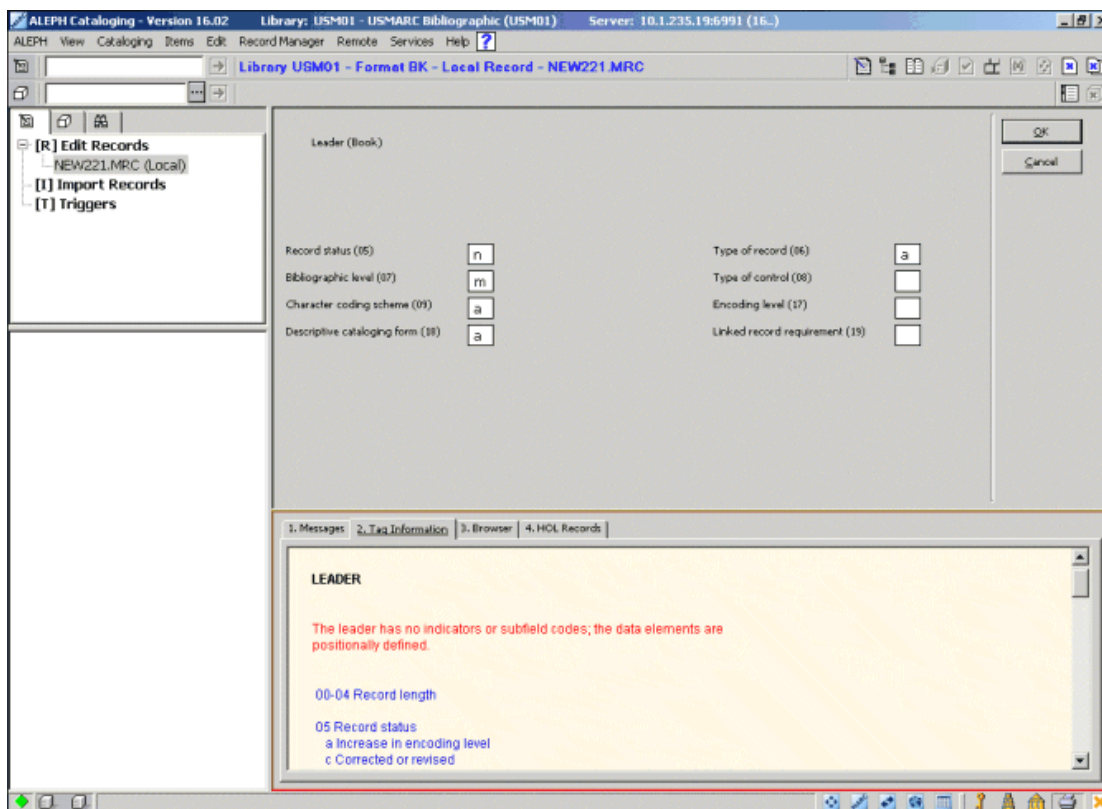 ALEPH Cataloging - Version 16.02 Library: USM01 - USMARC Bibliographic (USM01) Server: 10.1.235.19:6991 (16..)
ALEPH View Cataloging Items Edit Record Manager Remote Services Help ?
Library USM01 - Format BK - Local Record - NEW221.MRC
[R] Edit Records
NEW221.MRC (Local)
[I] Import Records
[T] Triggers
Leader (Book)
OK
Cancel
Record status (05) n Type of record (06) a
Bibliographic level (07) m Type of control (08)
Character coding scheme (09) a Encoding level (17)
Descriptive cataloging form (18) a Linked record requirement (19)
1. Messages 2. Tag Information 3. Browser 4. HOL Records
LEADER
The leader has no indicators or subfield codes; the data elements are
positionally defined.
00-04 Record length
05 Record status
a Increase in encoding level
c Corrected or revised